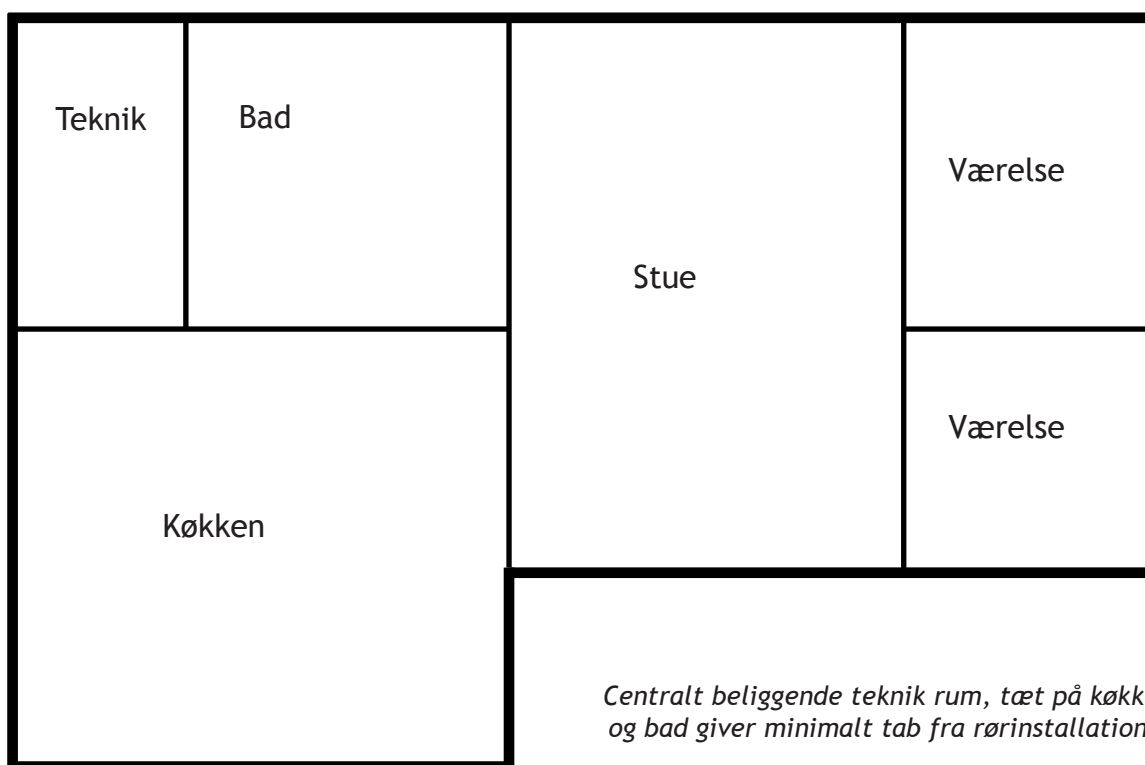 Teknik
Bad
Værelse
Stue
Værelse
Køkken
Centralt beliggende teknik rum, tæt på køkk
og bad giver minimalt tab fra rørinstallation